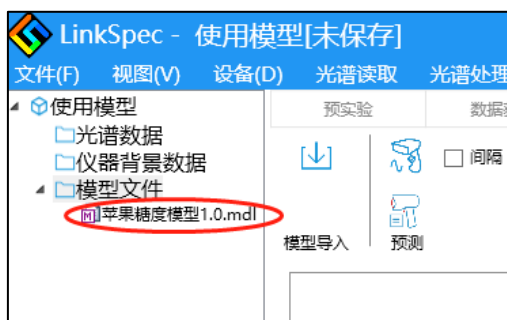 LinkSpec - 使用模型[未保存]
文件(F) 视图(V) 设备(D) 光谱读取 光谱处理
使用模型
光谱数据
仪器背景数据
模型文件
苹果糖度模型1.0.mdl
预实验 数据
间隔
模型导入 预测